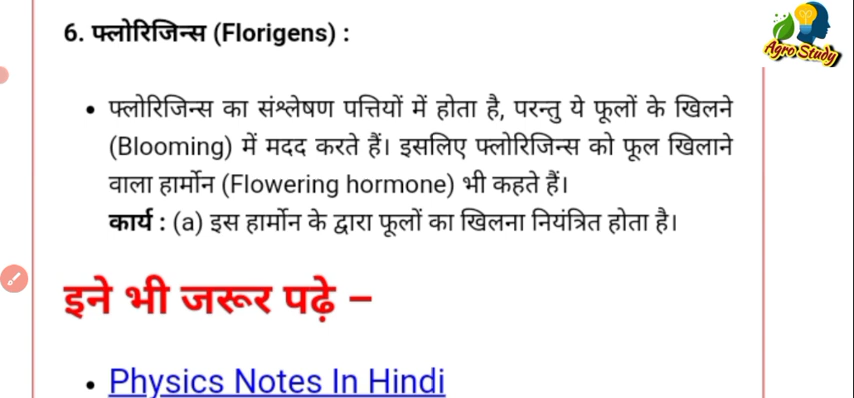 Agro Study
6. फ्लोरिजिन्स (Florigens) :
• फ्लोरिजिन्स का संश्लेषण पत्तियों में होता है, परन्तु ये फूलों के खिलने
(Blooming) में मदद करते हैं। इसलिए फ्लोरिजिन्स को फूल खिलाने
वाला हार्मोन (Flowering hormone) भी कहते हैं।
कार्य : (a) इस हार्मोन के द्वारा फूलों का खिलना नियंत्रित होता है।
इने भी जरूर पढ़े –
• Physics Notes In Hindi